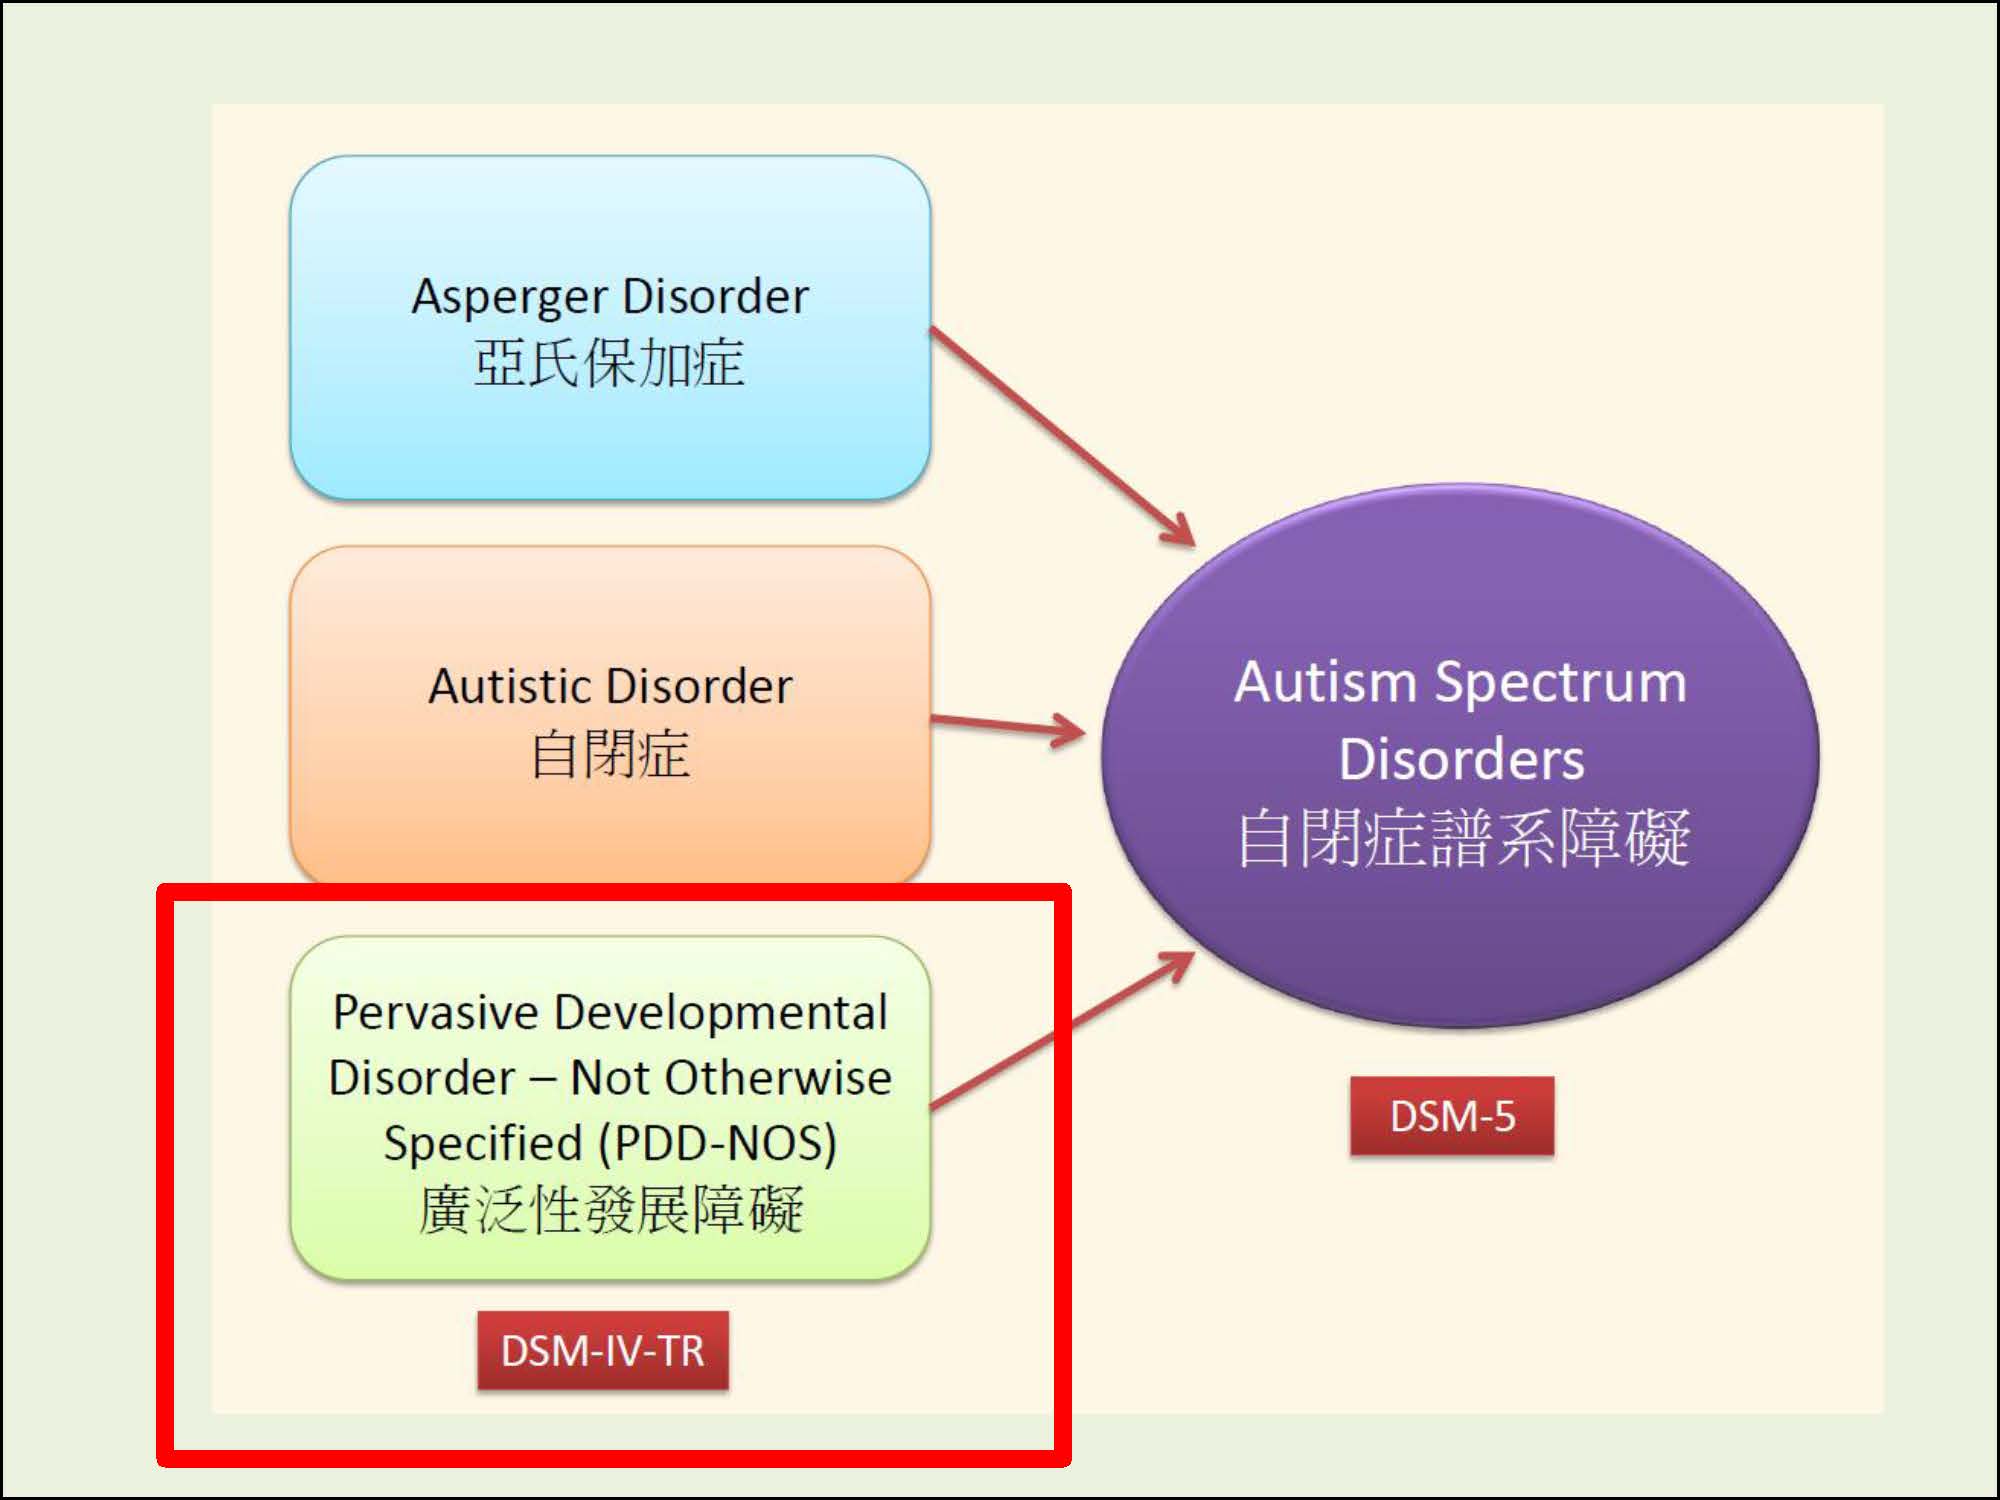 Asperger Disorder
亞氏保加症
Autistic Disorder
自閉症
Pervasive Developmental
Disorder – Not Otherwise
Specified (PDD-NOS)
廣泛性發展障礙
DSM-IV-TR
Autism Spectrum
Disorders
自閉症譜系障礙
DSM-5